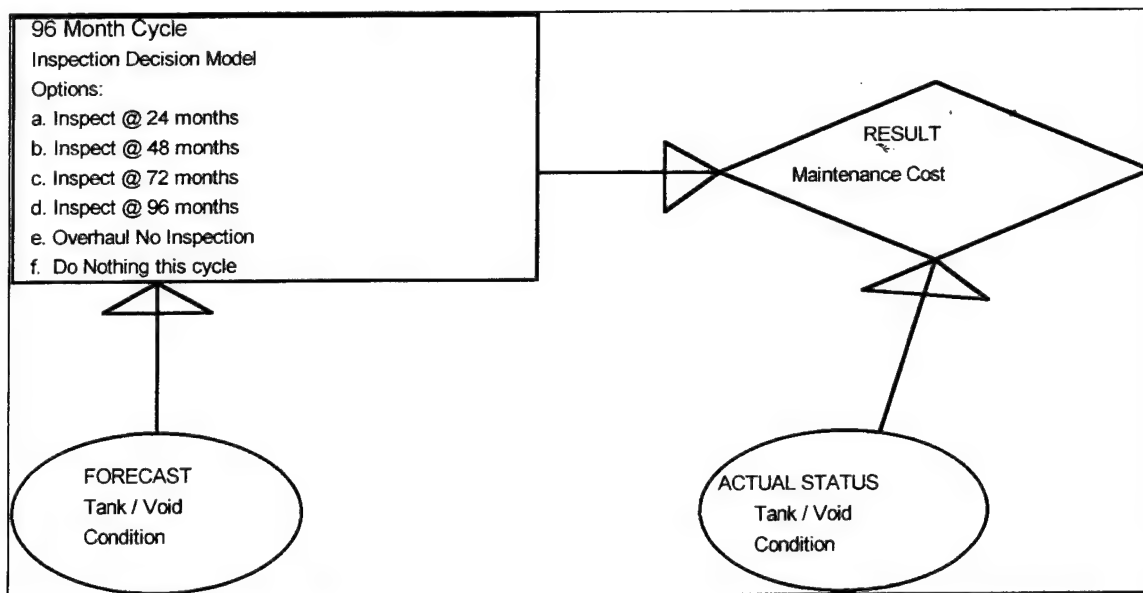 96 Month Cycle
Inspection Decision Model
Options:
a. Inspect @ 24 months
b. Inspect @ 48 months
c. Inspect @ 72 months
d. Inspect @ 96 months
e. Overhaul No Inspection
f. Do Nothing this cycle
RESULT
Maintenance Cost
FORECAST
Tank / Void
Condition
ACTUAL STATUS
Tank / Void
Condition